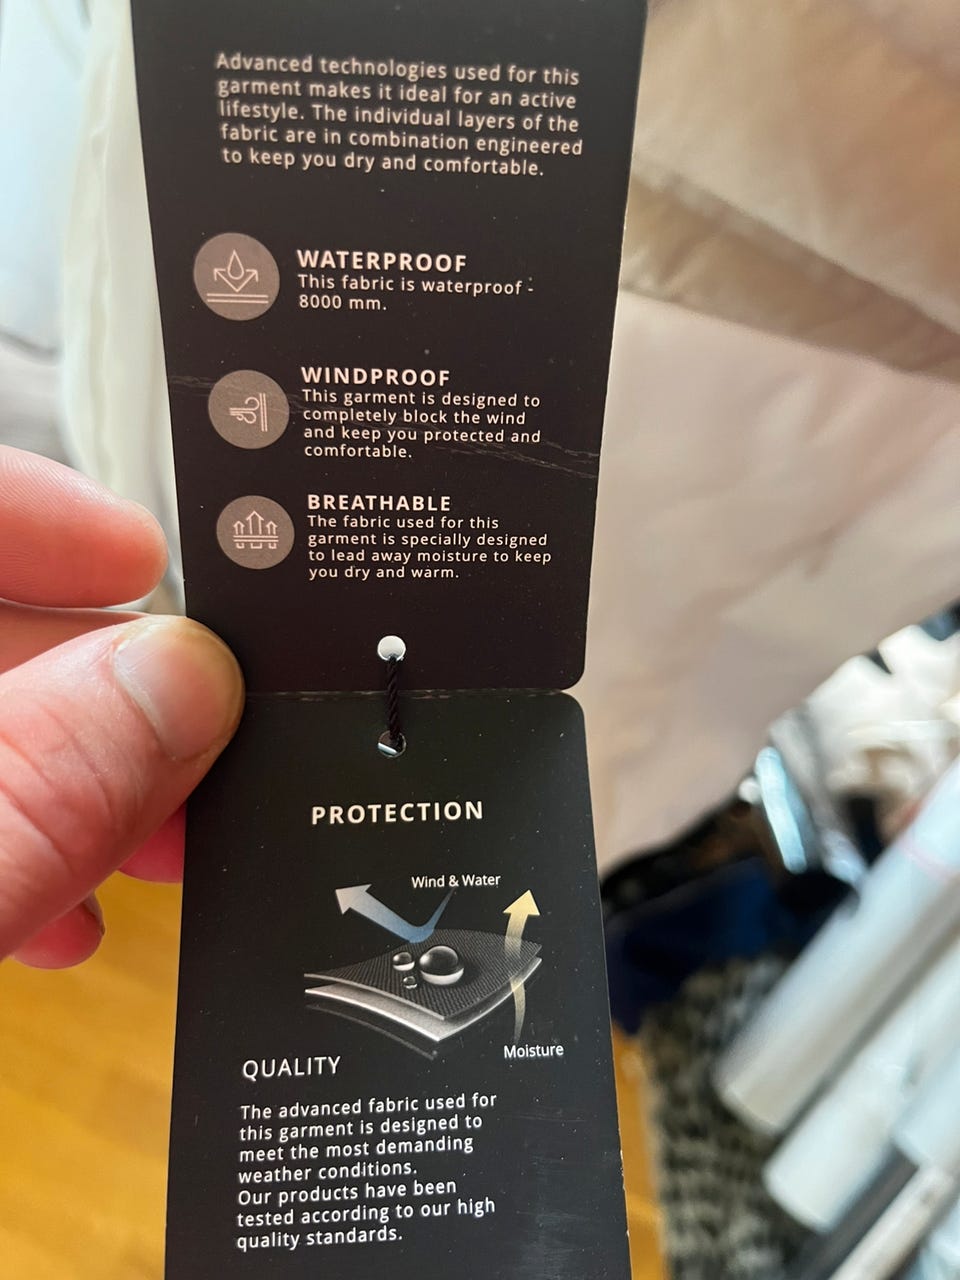 Advanced technologies used for this
garment makes it ideal for an active
lifestyle. The individual layers of the
fabric are in combination engineered
to keep you dry and comfortable.
WATERPROOF
This fabric is waterproof -
8000 mm.
WINDPROOF
This garment is designed to
completely block the wind
and keep you protected and
comfortable.
BREATHABLE
The fabric used for this
garment is specially designed
to lead away moisture to keep
you dry and warm.
PROTECTION
Wind & Water
Moisture
QUALITY
The advanced fabric used for
this garment is designed to
meet the most demanding
weather conditions.
Our products have been
tested according to our high
quality standards.